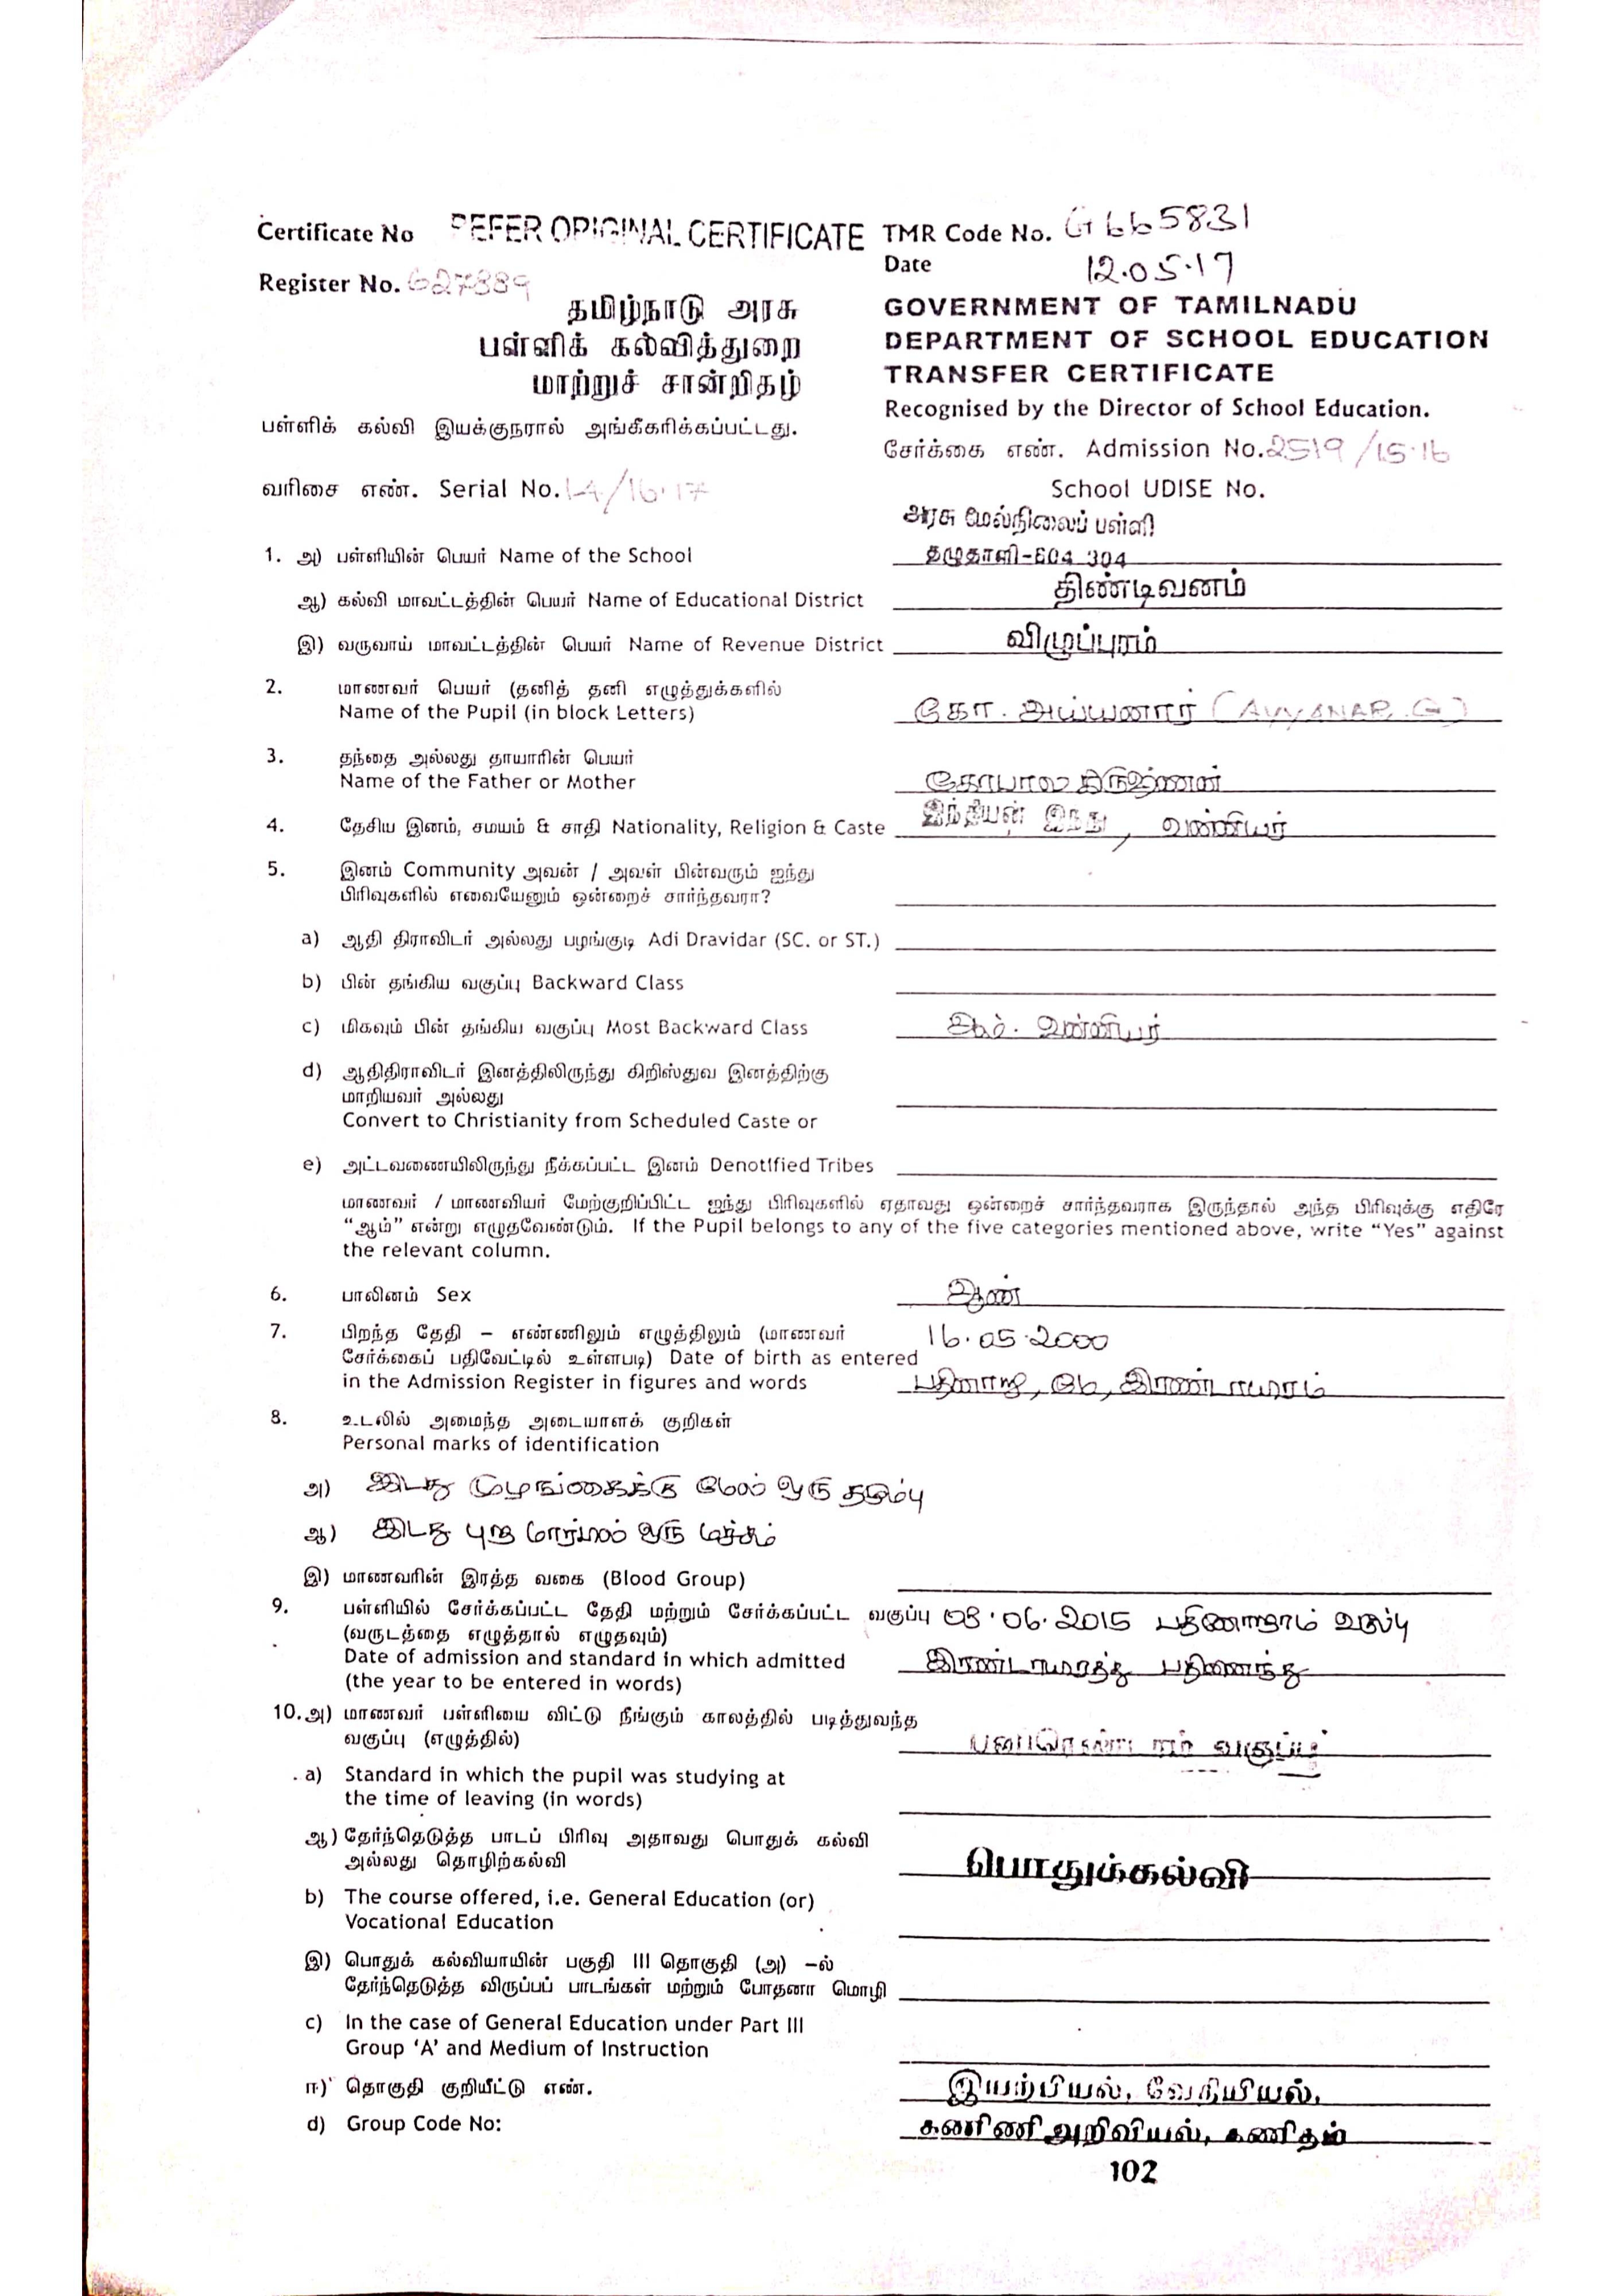 Certificate No REFER ORIGINAL CERTIFICATE TMR Code No. G665831
Date 12.05.17
Register No. 627889
தமிழ்நாடு அரசு
பள்ளிக் கல்வித்துறை
மாற்றுச் சான்றிதழ்
பள்ளிக் கல்வி இயக்குநரால் அங்கீகரிக்கப்பட்டது.
GOVERNMENT OF TAMILNADU
DEPARTMENT OF SCHOOL EDUCATION
TRANSFER CERTIFICATE
Recognised by the Director of School Education.
சேர்க்கை எண். Admission No. 2519/15.16
வரிசை எண். Serial No. 14/16.17
School UDISE No.
அரசு மேல்நிலைப் பள்ளி
1. அ) பள்ளியின் பெயர் Name of the School தழுதாளி-604 304
ஆ) கல்வி மாவட்டத்தின் பெயர் Name of Educational District திண்டிவனம்
இ) வருவாய் மாவட்டத்தின் பெயர் Name of Revenue District விழுப்புரம்
2. மாணவர் பெயர் (தனித் தனி எழுத்துக்களில்
Name of the Pupil (in block Letters) கோ. அய்யனார் (AYYANAR. G)
3. தந்தை அல்லது தாயாரின் பெயர்
Name of the Father or Mother கோபால கிருஷ்ணன்
4. தேசிய இனம், சமயம் & சாதி Nationality, Religion & Caste இந்தியன் இந்து, வன்னியர்
5. இனம் Community அவன் / அவள் பின்வரும் ஐந்து
பிரிவுகளில் எவையேனும் ஒன்றைச் சார்ந்தவரா?
a) ஆதி திராவிடர் அல்லது பழங்குடி Adi Dravidar (SC. or ST.)
b) பின் தங்கிய வகுப்பு Backward Class
c) மிகவும் பின் தங்கிய வகுப்பு Most Backward Class ஆம். வன்னியர்
d) ஆதிதிராவிடர் இனத்திலிருந்து கிறிஸ்துவ இனத்திற்கு
மாறியவர் அல்லது
Convert to Christianity from Scheduled Caste or
e) அட்டவணையிலிருந்து நீக்கப்பட்ட இனம் Denotified Tribes
மாணவர் / மாணவியர் மேற்குறிப்பிட்ட ஐந்து பிரிவுகளில் ஏதாவது ஒன்றைச் சார்ந்தவராக இருந்தால் அந்த பிரிவுக்கு எதிரே
“ஆம்” என்று எழுதவேண்டும். If the Pupil belongs to any of the five categories mentioned above, write “Yes” against
the relevant column.
6. பாலினம் Sex ஆண்
7. பிறந்த தேதி – எண்ணிலும் எழுத்திலும் (மாணவர் 16.05.2000
சேர்க்கைப் பதிவேட்டில் உள்ளபடி) Date of birth as entered
in the Admission Register in figures and words பதினாறு, மே, இரண்டாயிரம்
8. உடலில் அமைந்த அடையாளக் குறிகள்
Personal marks of identification
அ) இடது முழங்கைக்கு மேல் ஒரு தழும்பு
ஆ) இடது புற மார்பில் ஒரு மச்சம்
இ) மாணவரின் இரத்த வகை (Blood Group)
9. பள்ளியில் சேர்க்கப்பட்ட தேதி மற்றும் சேர்க்கப்பட்ட வகுப்பு 03.06.2015 பதினோராம் வகுப்பு
(வருடத்தை எழுத்தால் எழுதவும்)
Date of admission and standard in which admitted இரண்டாயிரத்து பதினைந்து
(the year to be entered in words)
10. அ) மாணவர் பள்ளியை விட்டு நீங்கும் காலத்தில் படித்துவந்த
வகுப்பு (எழுத்தில்) பன்னிரெண்டாம் வகுப்பு
a) Standard in which the pupil was studying at
the time of leaving (in words)
ஆ) தேர்ந்தெடுத்த பாடப் பிரிவு அதாவது பொதுக் கல்வி
அல்லது தொழிற்கல்வி பொதுக்கல்வி
b) The course offered, i.e. General Education (or)
Vocational Education
இ) பொதுக் கல்வியாயின் பகுதி III தொகுதி (அ) –ல்
தேர்ந்தெடுத்த விருப்பப் பாடங்கள் மற்றும் போதனா மொழி
c) In the case of General Education under Part III
Group ‘A’ and Medium of Instruction
ஈ) தொகுதி குறியீட்டு எண். இயற்பியல், வேதியியல்,
d) Group Code No: கணினி அறிவியல், கணிதம்
102